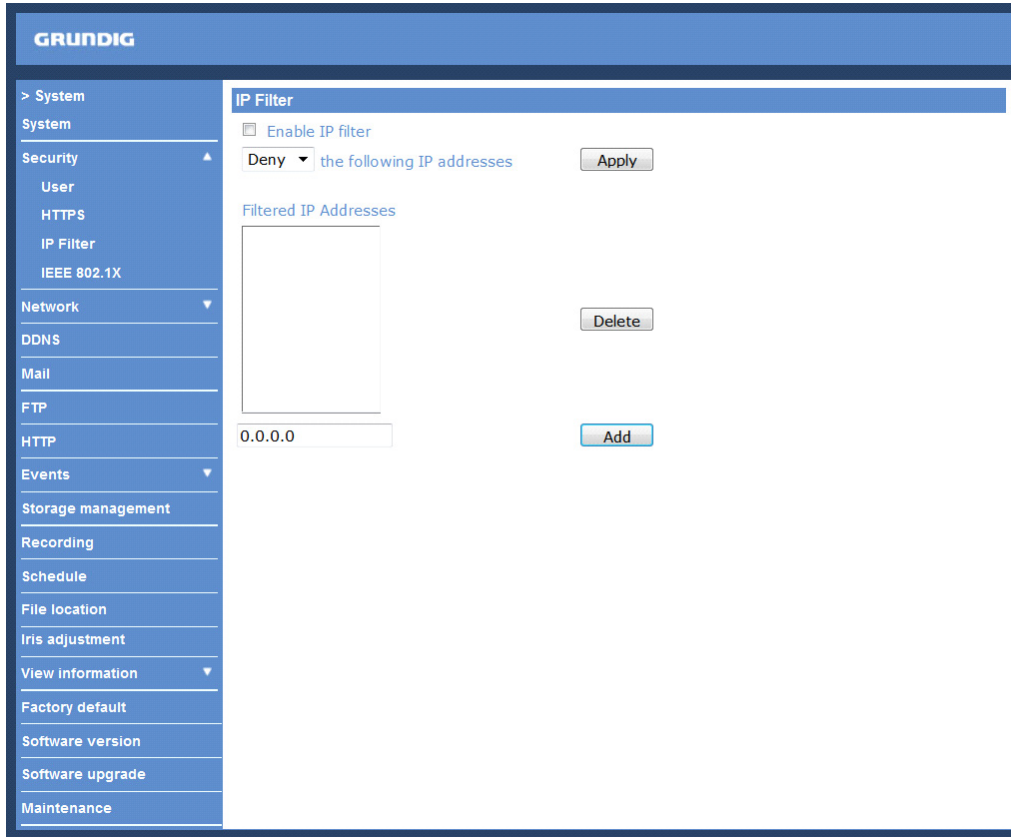 GRUNDIG
> System
System
Security
User
HTTPS
IP Filter
IEEE 802.1X
Network
DDNS
Mail
FTP
HTTP
Events
Storage management
Recording
Schedule
File location
Iris adjustment
View information
Factory default
Software version
Software upgrade
Maintenance
IP Filter
Enable IP filter
Deny the following IP addresses Apply
Filtered IP Addresses
Delete
0.0.0.0 Add